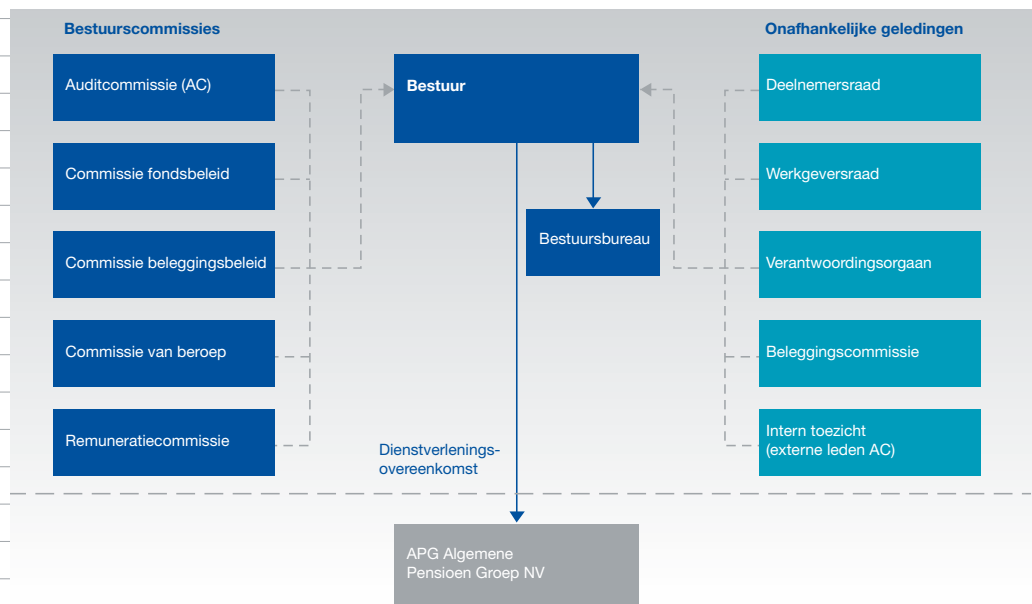 Bestuurscommissies
Auditcommissie (AC)
Commissie fondsbeleid
Commissie beleggingsbeleid
Commissie van beroep
Remuneratiecommissie
Bestuur
Bestuursbureau
Dienstverlenings-
overeenkomst
APG Algemene
Pensioen Groep NV
Onafhankelijke geledingen
Deelnemersraad
Werkgeversraad
Verantwoordingsorgaan
Beleggingscommissie
Intern toezicht
(externe leden AC)